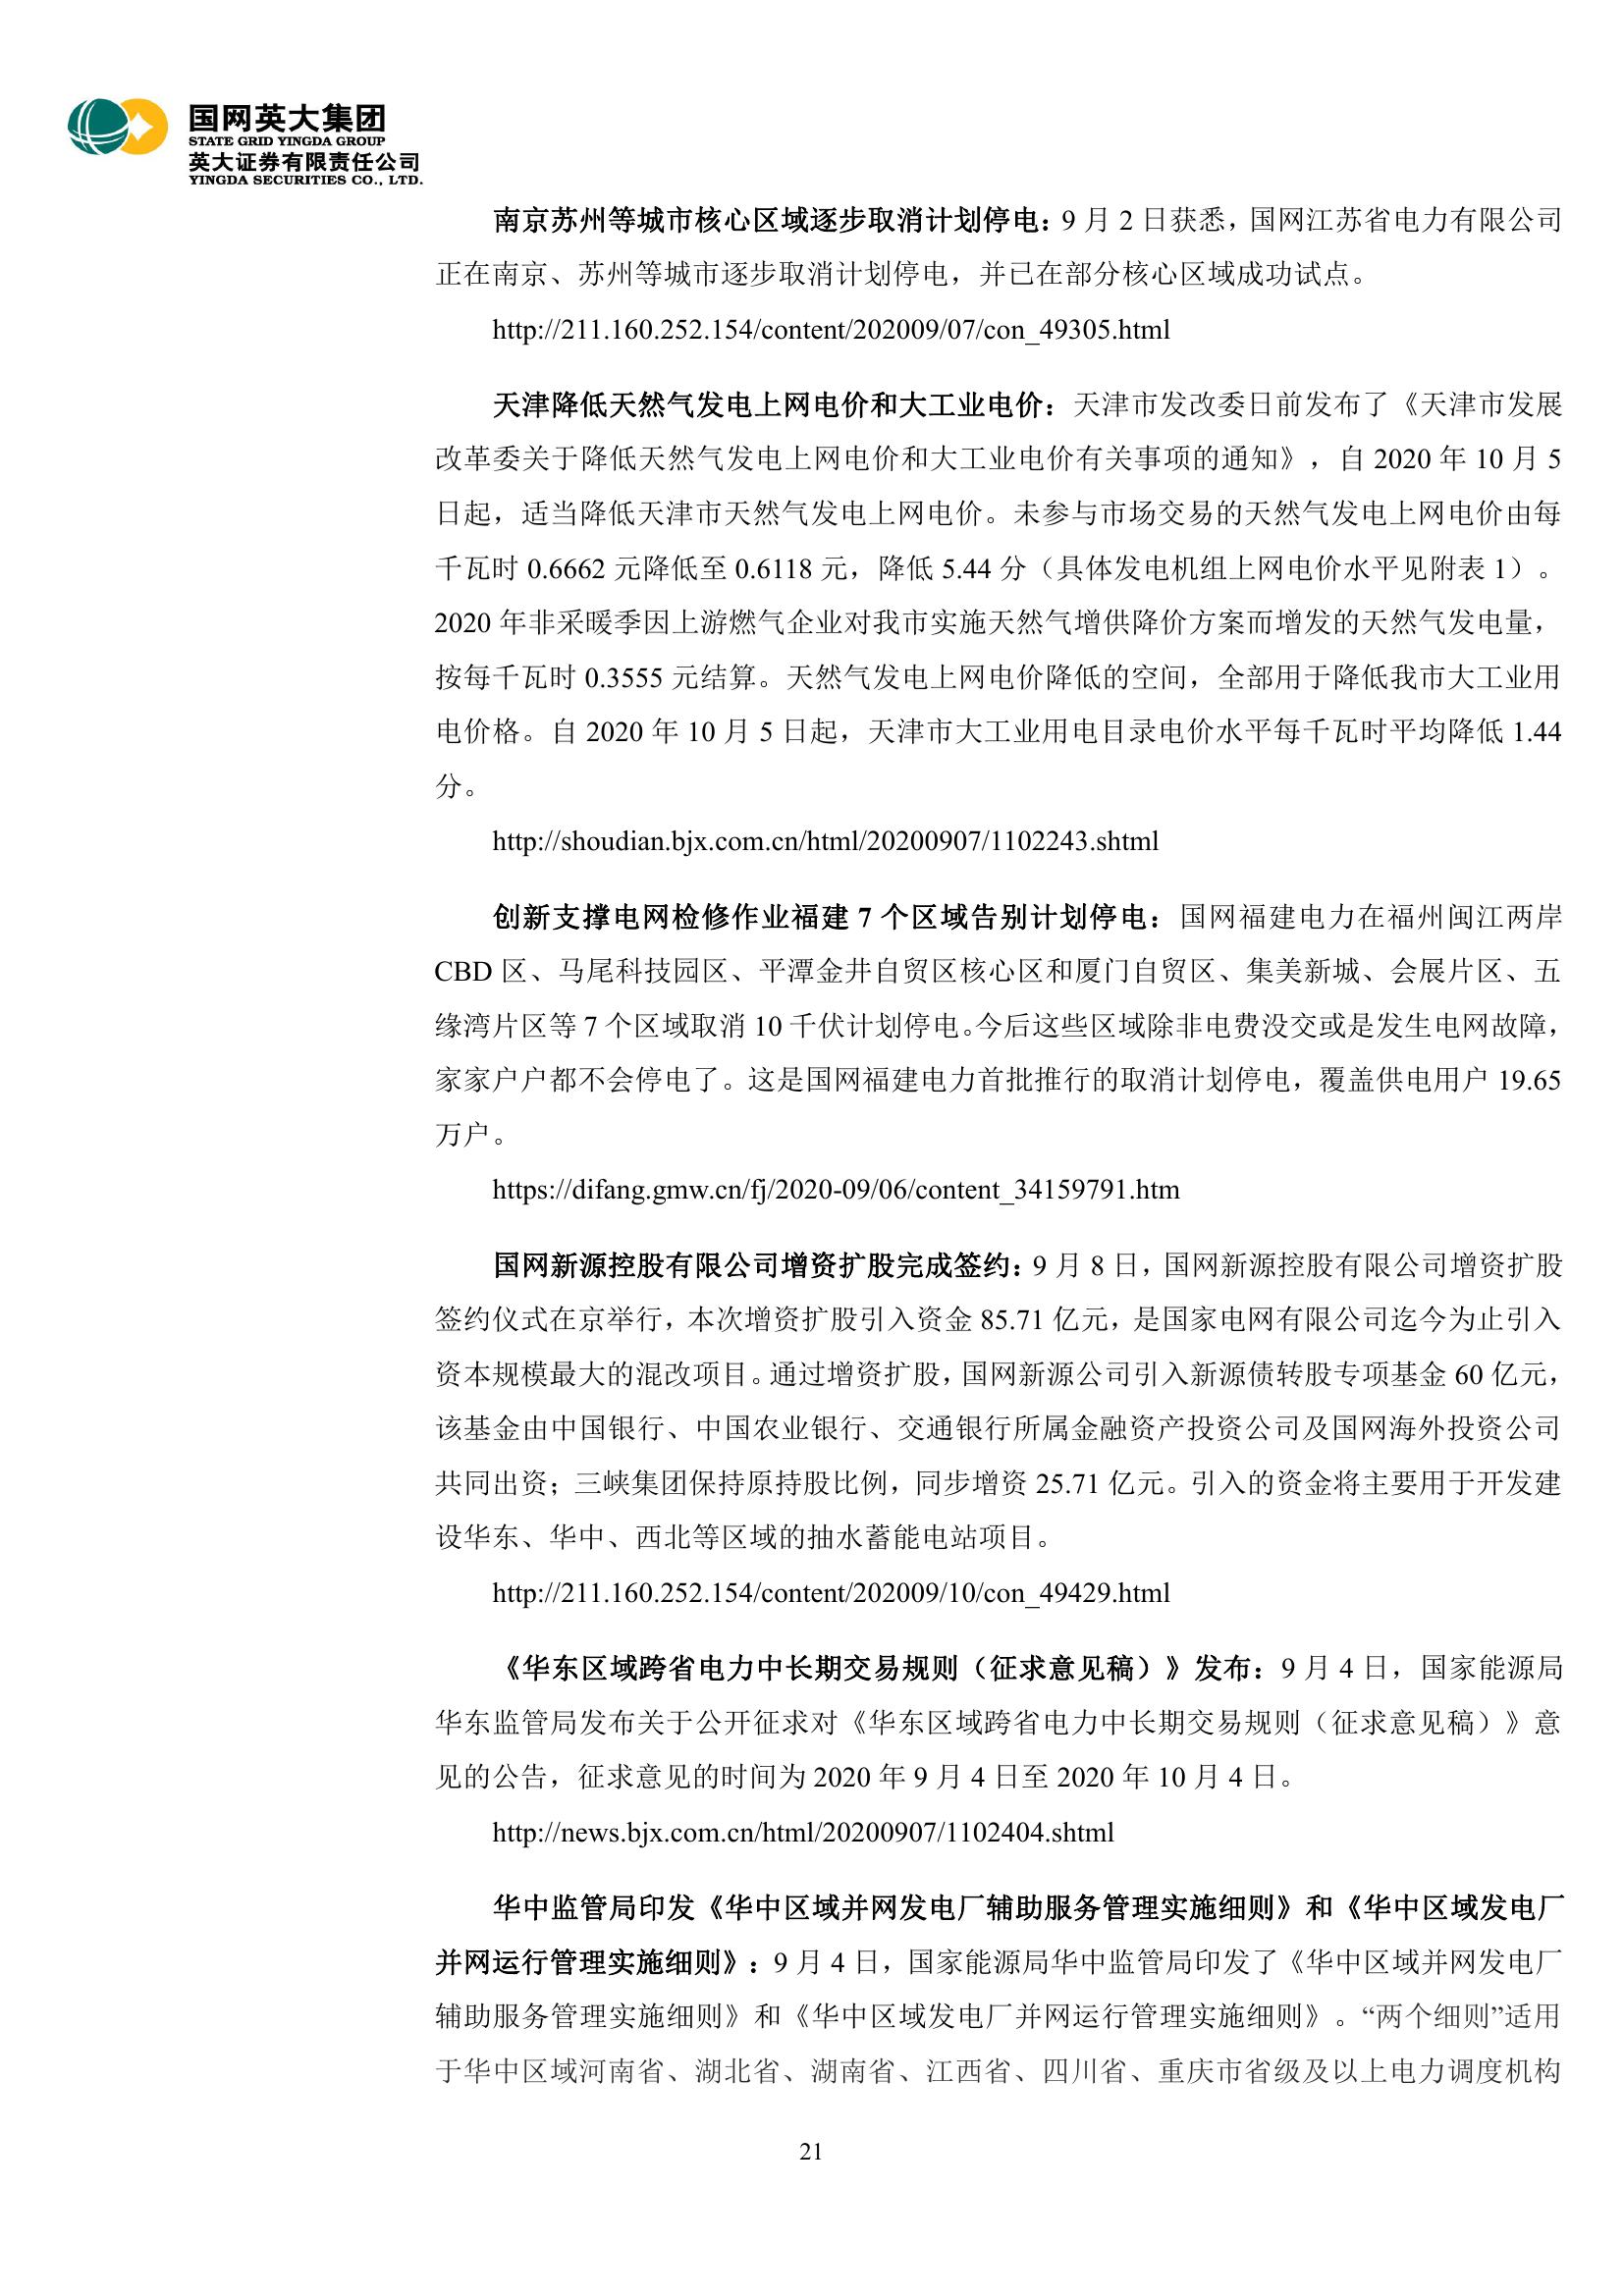 国网英大集团
STATE GRID YINGDA GROUP
英大证券有限责任公司
YINGDA SECURITIES CO., LTD.
南京苏州等城市核心区域逐步取消计划停电：9 月 2 日获悉，国网江苏省电力有限公司
正在南京、苏州等城市逐步取消计划停电，并已在部分核心区域成功试点。
http://211.160.252.154/content/202009/07/con_49305.html
天津降低天然气发电上网电价和大工业电价：天津市发改委日前发布了《天津市发展
改革委关于降低天然气发电上网电价和大工业电价有关事项的通知》，自 2020 年 10 月 5
日起，适当降低天津市天然气发电上网电价。未参与市场交易的天然气发电上网电价由每
千瓦时 0.6662 元降低至 0.6118 元，降低 5.44 分（具体发电机组上网电价水平见附表 1）。
2020 年非采暖季因上游燃气企业对我市实施天然气增供降价方案而增发的天然气发电量，
按每千瓦时 0.3555 元结算。天然气发电上网电价降低的空间，全部用于降低我市大工业用
电价格。自 2020 年 10 月 5 日起，天津市大工业用电目录电价水平每千瓦时平均降低 1.44
分。
http://shoudian.bjx.com.cn/html/20200907/1102243.shtml
创新支撑电网检修作业福建 7 个区域告别计划停电：国网福建电力在福州闽江两岸
CBD 区、马尾科技园区、平潭金井自贸区核心区和厦门自贸区、集美新城、会展片区、五
缘湾片区等 7 个区域取消 10 千伏计划停电。今后这些区域除非电费没交或是发生电网故障，
家家户户都不会停电了。这是国网福建电力首批推行的取消计划停电，覆盖供电用户 19.65
万户。
https://difang.gmw.cn/fj/2020-09/06/content_34159791.htm
国网新源控股有限公司增资扩股完成签约：9 月 8 日，国网新源控股有限公司增资扩股
签约仪式在京举行，本次增资扩股引入资金 85.71 亿元，是国家电网有限公司迄今为止引入
资本规模最大的混改项目。通过增资扩股，国网新源公司引入新源债转股专项基金 60 亿元，
该基金由中国银行、中国农业银行、交通银行所属金融资产投资公司及国网海外投资公司
共同出资；三峡集团保持原持股比例，同步增资 25.71 亿元。引入的资金将主要用于开发建
设华东、华中、西北等区域的抽水蓄能电站项目。
http://211.160.252.154/content/202009/10/con_49429.html
《华东区域跨省电力中长期交易规则（征求意见稿）》发布：9 月 4 日，国家能源局
华东监管局发布关于公开征求对《华东区域跨省电力中长期交易规则（征求意见稿）》意
见的公告，征求意见的时间为 2020 年 9 月 4 日至 2020 年 10 月 4 日。
http://news.bjx.com.cn/html/20200907/1102404.shtml
华中监管局印发《华中区域并网发电厂辅助服务管理实施细则》和《华中区域发电厂
并网运行管理实施细则》：9 月 4 日，国家能源局华中监管局印发了《华中区域并网发电厂
辅助服务管理实施细则》和《华中区域发电厂并网运行管理实施细则》。“两个细则”适用
于华中区域河南省、湖北省、湖南省、江西省、四川省、重庆市省级及以上电力调度机构
21